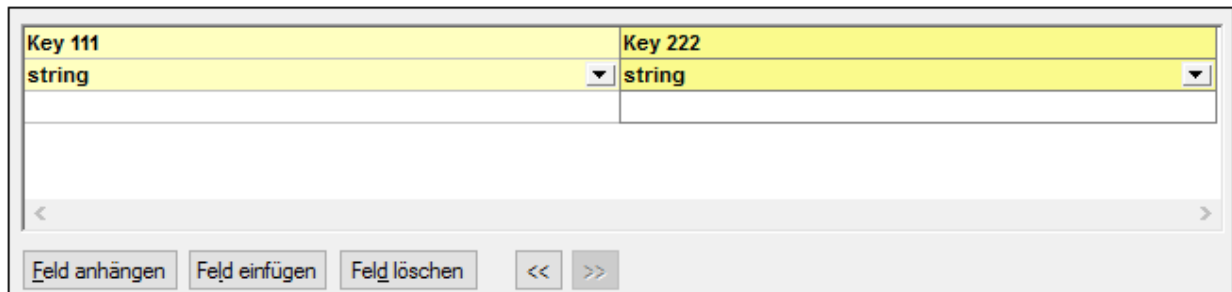 Key 111 Key 222
string string
< >
Feld anhängen Feld einfügen Feld löschen << >>